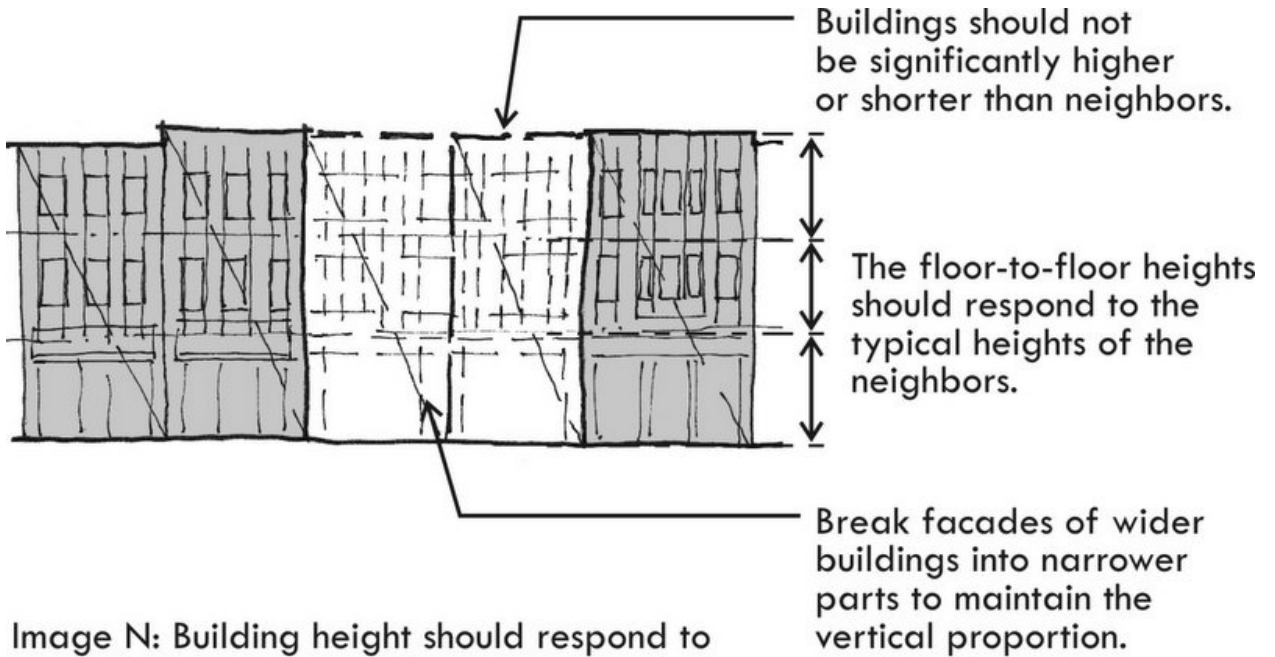 Buildings should not
be significantly higher
or shorter than neighbors.
The floor-to-floor heights
should respond to the
typical heights of the
neighbors.
Break facades of wider
buildings into narrower
parts to maintain the
vertical proportion.
Image N: Building height should respond to